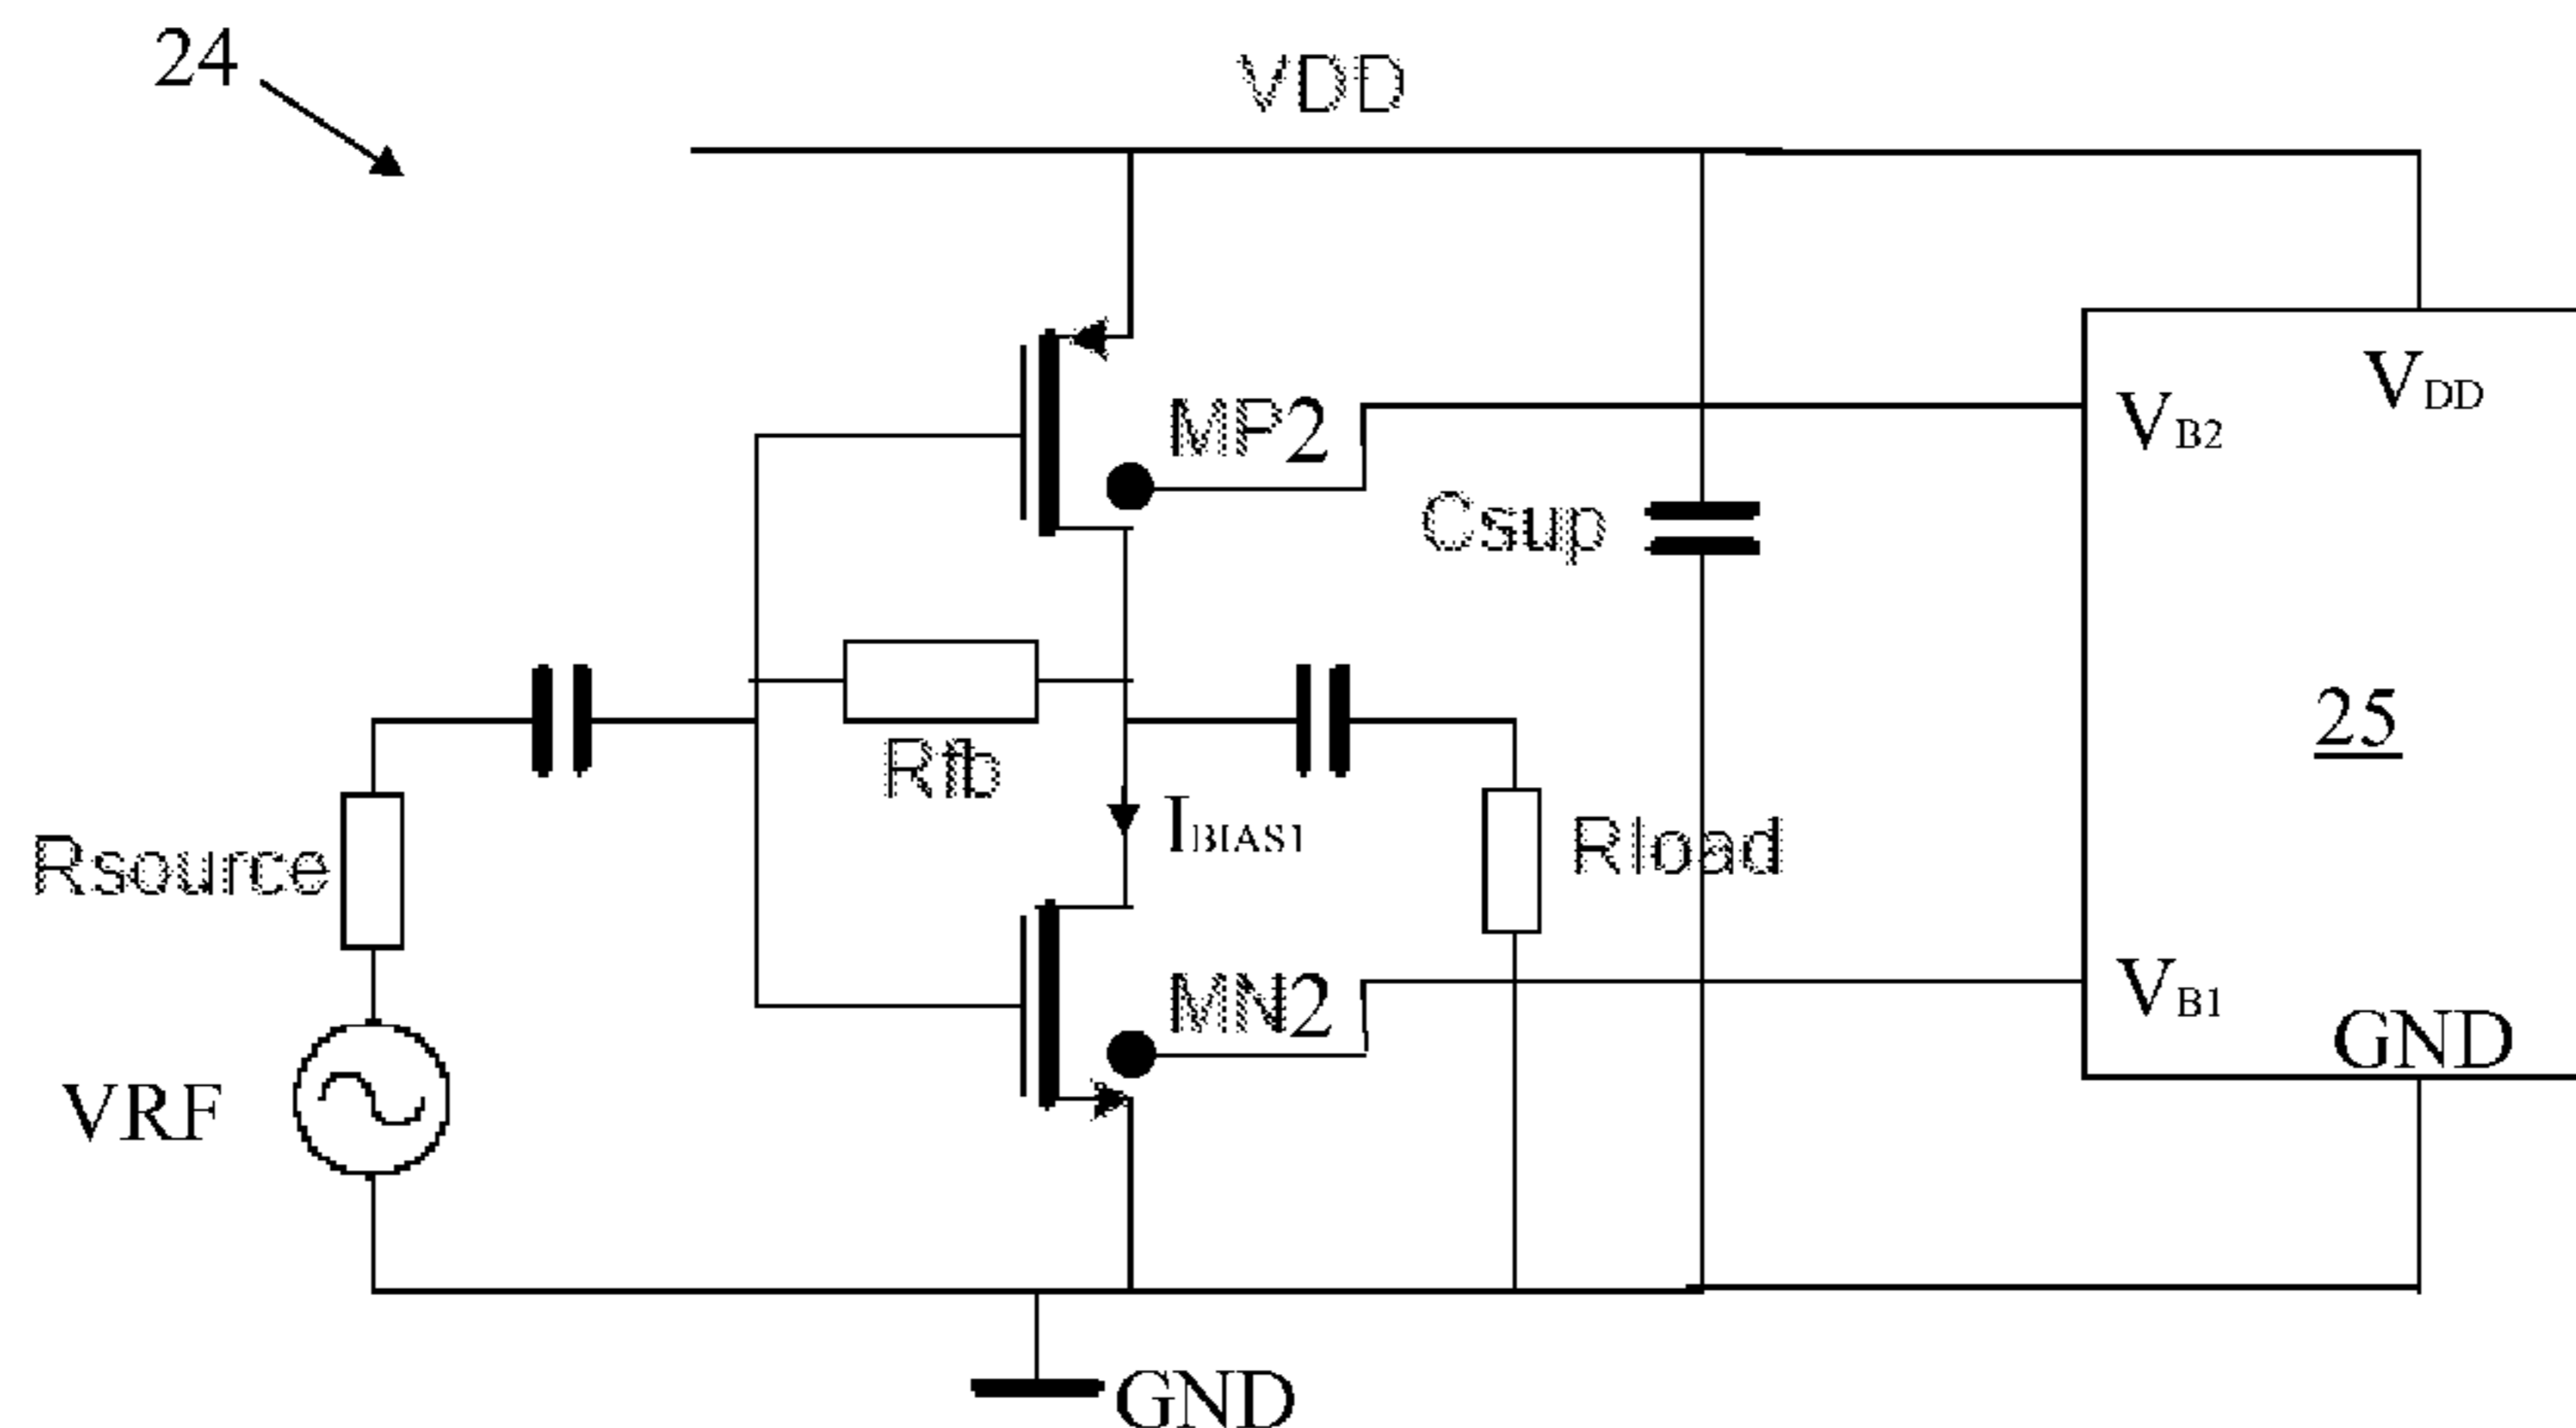 24
VDD
VDD
MP2
VB2
Csup
25
Rfb
IBIAS1
Rload
Rsource
MN2
VB1
GND
VRF
GND